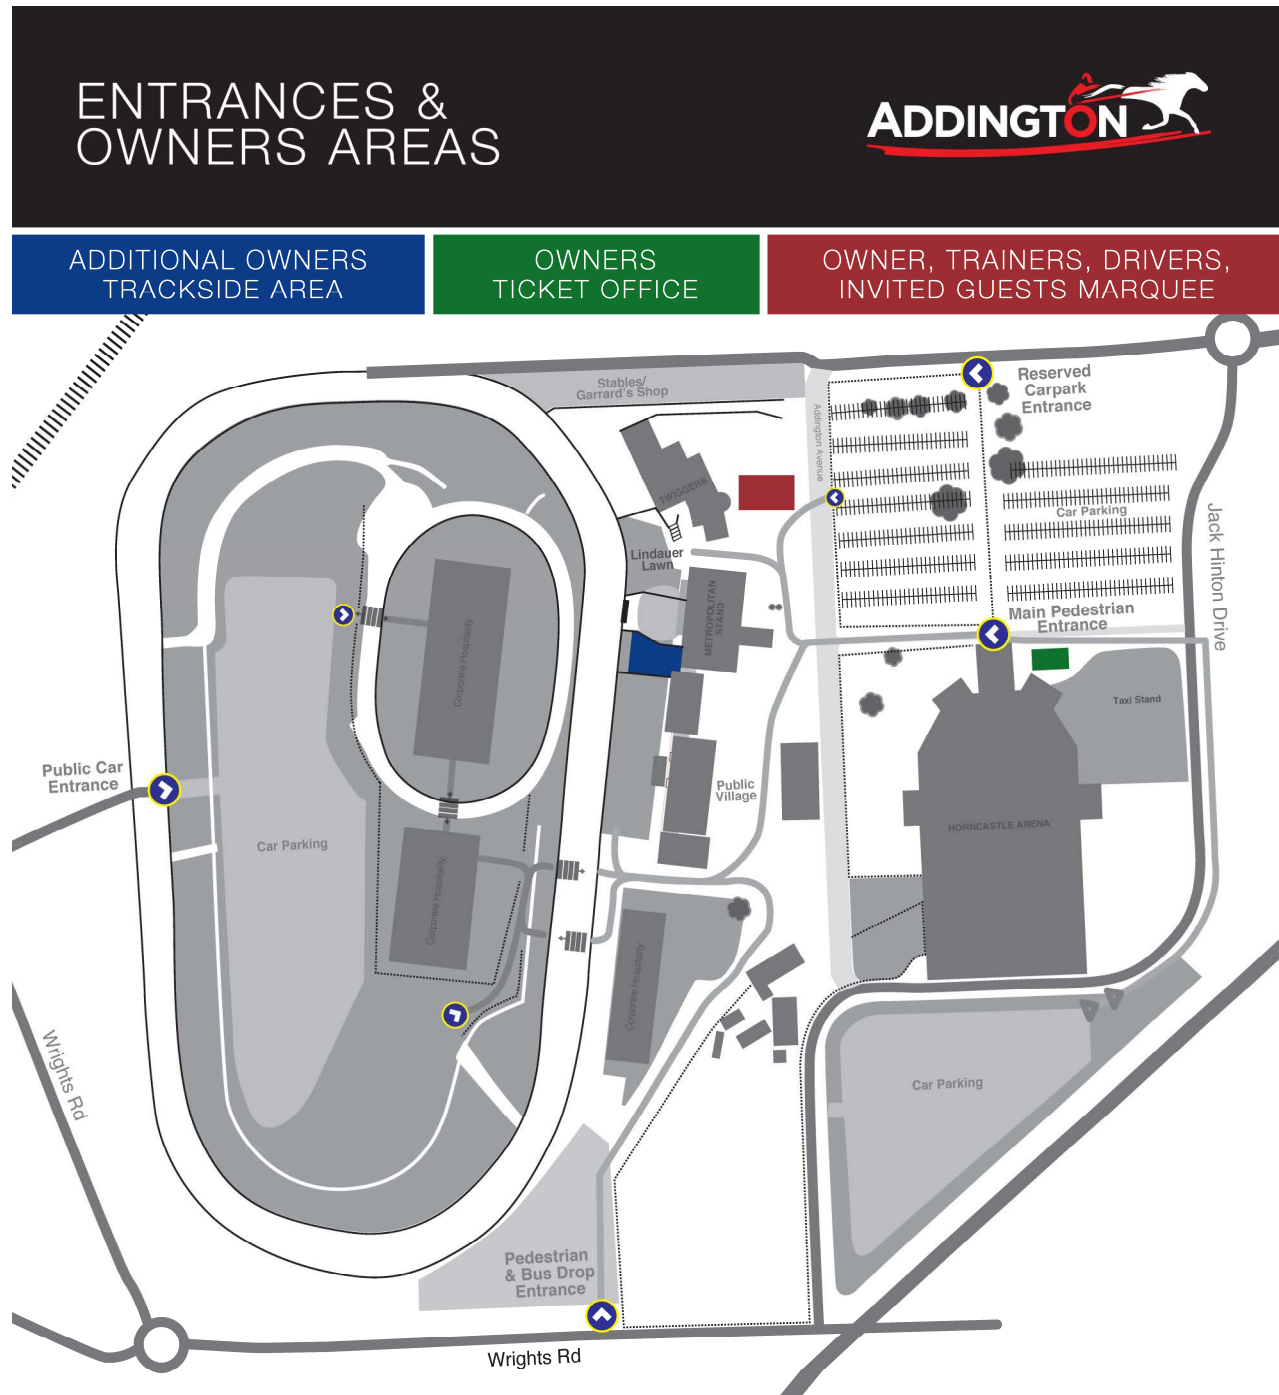 ENTRANCES &
OWNERS AREAS
ADDINGTON
ADDITIONAL OWNERS
TRACKSIDE AREA
OWNERS
TICKET OFFICE
OWNER, TRAINERS, DRIVERS,
INVITED GUESTS MARQUEE
Stables/
Garrard's Shop
Reserved
Carpark
Entrance
Addington Avenue
TWIGGERS
Car Parking
Jack Hinton Drive
Lindauer
Lawn
METROPOLITAN
STAND
Main Pedestrian
Entrance
Corporate Hospitality
Taxi Stand
Public Car
Entrance
Public
Village
HORNCASTLE ARENA
Car Parking
Corporate Hospitality
Corporate Hospitality
Wrights Rd
Car Parking
Pedestrian
& Bus Drop
Entrance
Wrights Rd